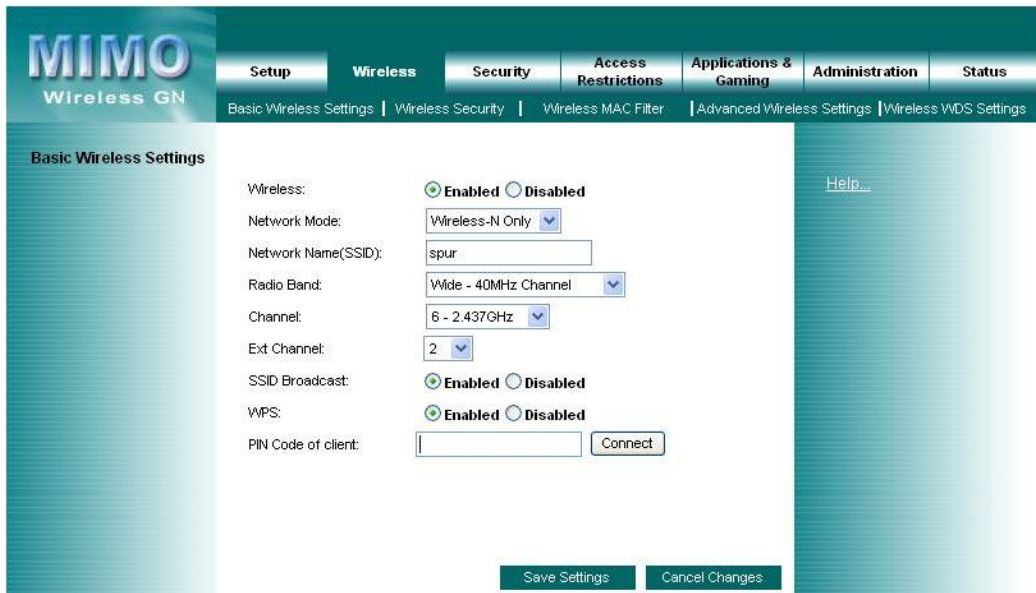 MIMO
Wireless GN
Setup Wireless Security Access Restrictions Applications & Gaming Administration Status
Basic Wireless Settings | Wireless Security | Wireless MAC Filter | Advanced Wireless Settings | Wireless WDS Settings
Basic Wireless Settings
Help...
Wireless: Enabled Disabled
Network Mode: Wireless-N Only
Network Name(SSID): spur
Radio Band: Wide - 40MHz Channel
Channel: 6 - 2.437GHz
Ext Channel: 2
SSID Broadcast: Enabled Disabled
WPS: Enabled Disabled
PIN Code of client: Connect
Save Settings Cancel Changes